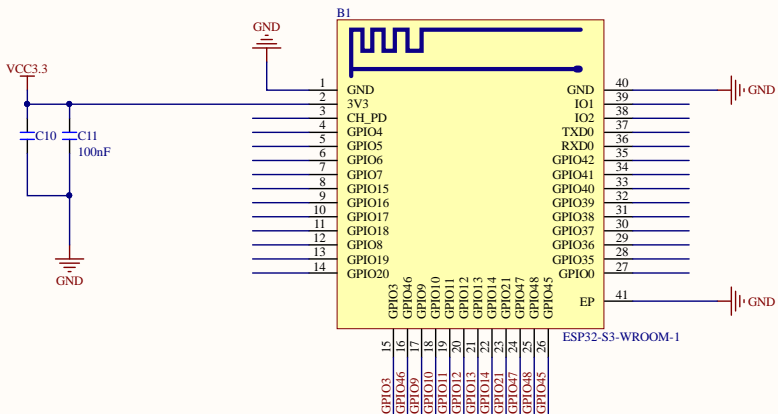 B1
GND
VCC3.3
C10
C11
100nF
GND
1 GND
2 3V3
3 CH_PD
4 GPIO4
5 GPIO5
6 GPIO6
7 GPIO7
8 GPIO15
9 GPIO16
10 GPIO17
11 GPIO18
12 GPIO8
13 GPIO19
14 GPIO20
GND 40 GND
IO1 39
IO2 38
TXD0 37
RXD0 36
GPIO42 35
GPIO41 34
GPIO40 33
GPIO39 32
GPIO38 31
GPIO37 30
GPIO36 29
GPIO35 28
GPIO0 27
EP 41 GND
GPIO3 15 GPIO3
GPIO46 16 GPIO46
GPIO9 17 GPIO9
GPIO10 18 GPIO10
GPIO11 19 GPIO11
GPIO12 20 GPIO12
GPIO13 21 GPIO13
GPIO14 22 GPIO14
GPIO21 23 GPIO21
GPIO47 24 GPIO47
GPIO48 25 GPIO48
GPIO45 26 GPIO45
ESP32-S3-WROOM-1